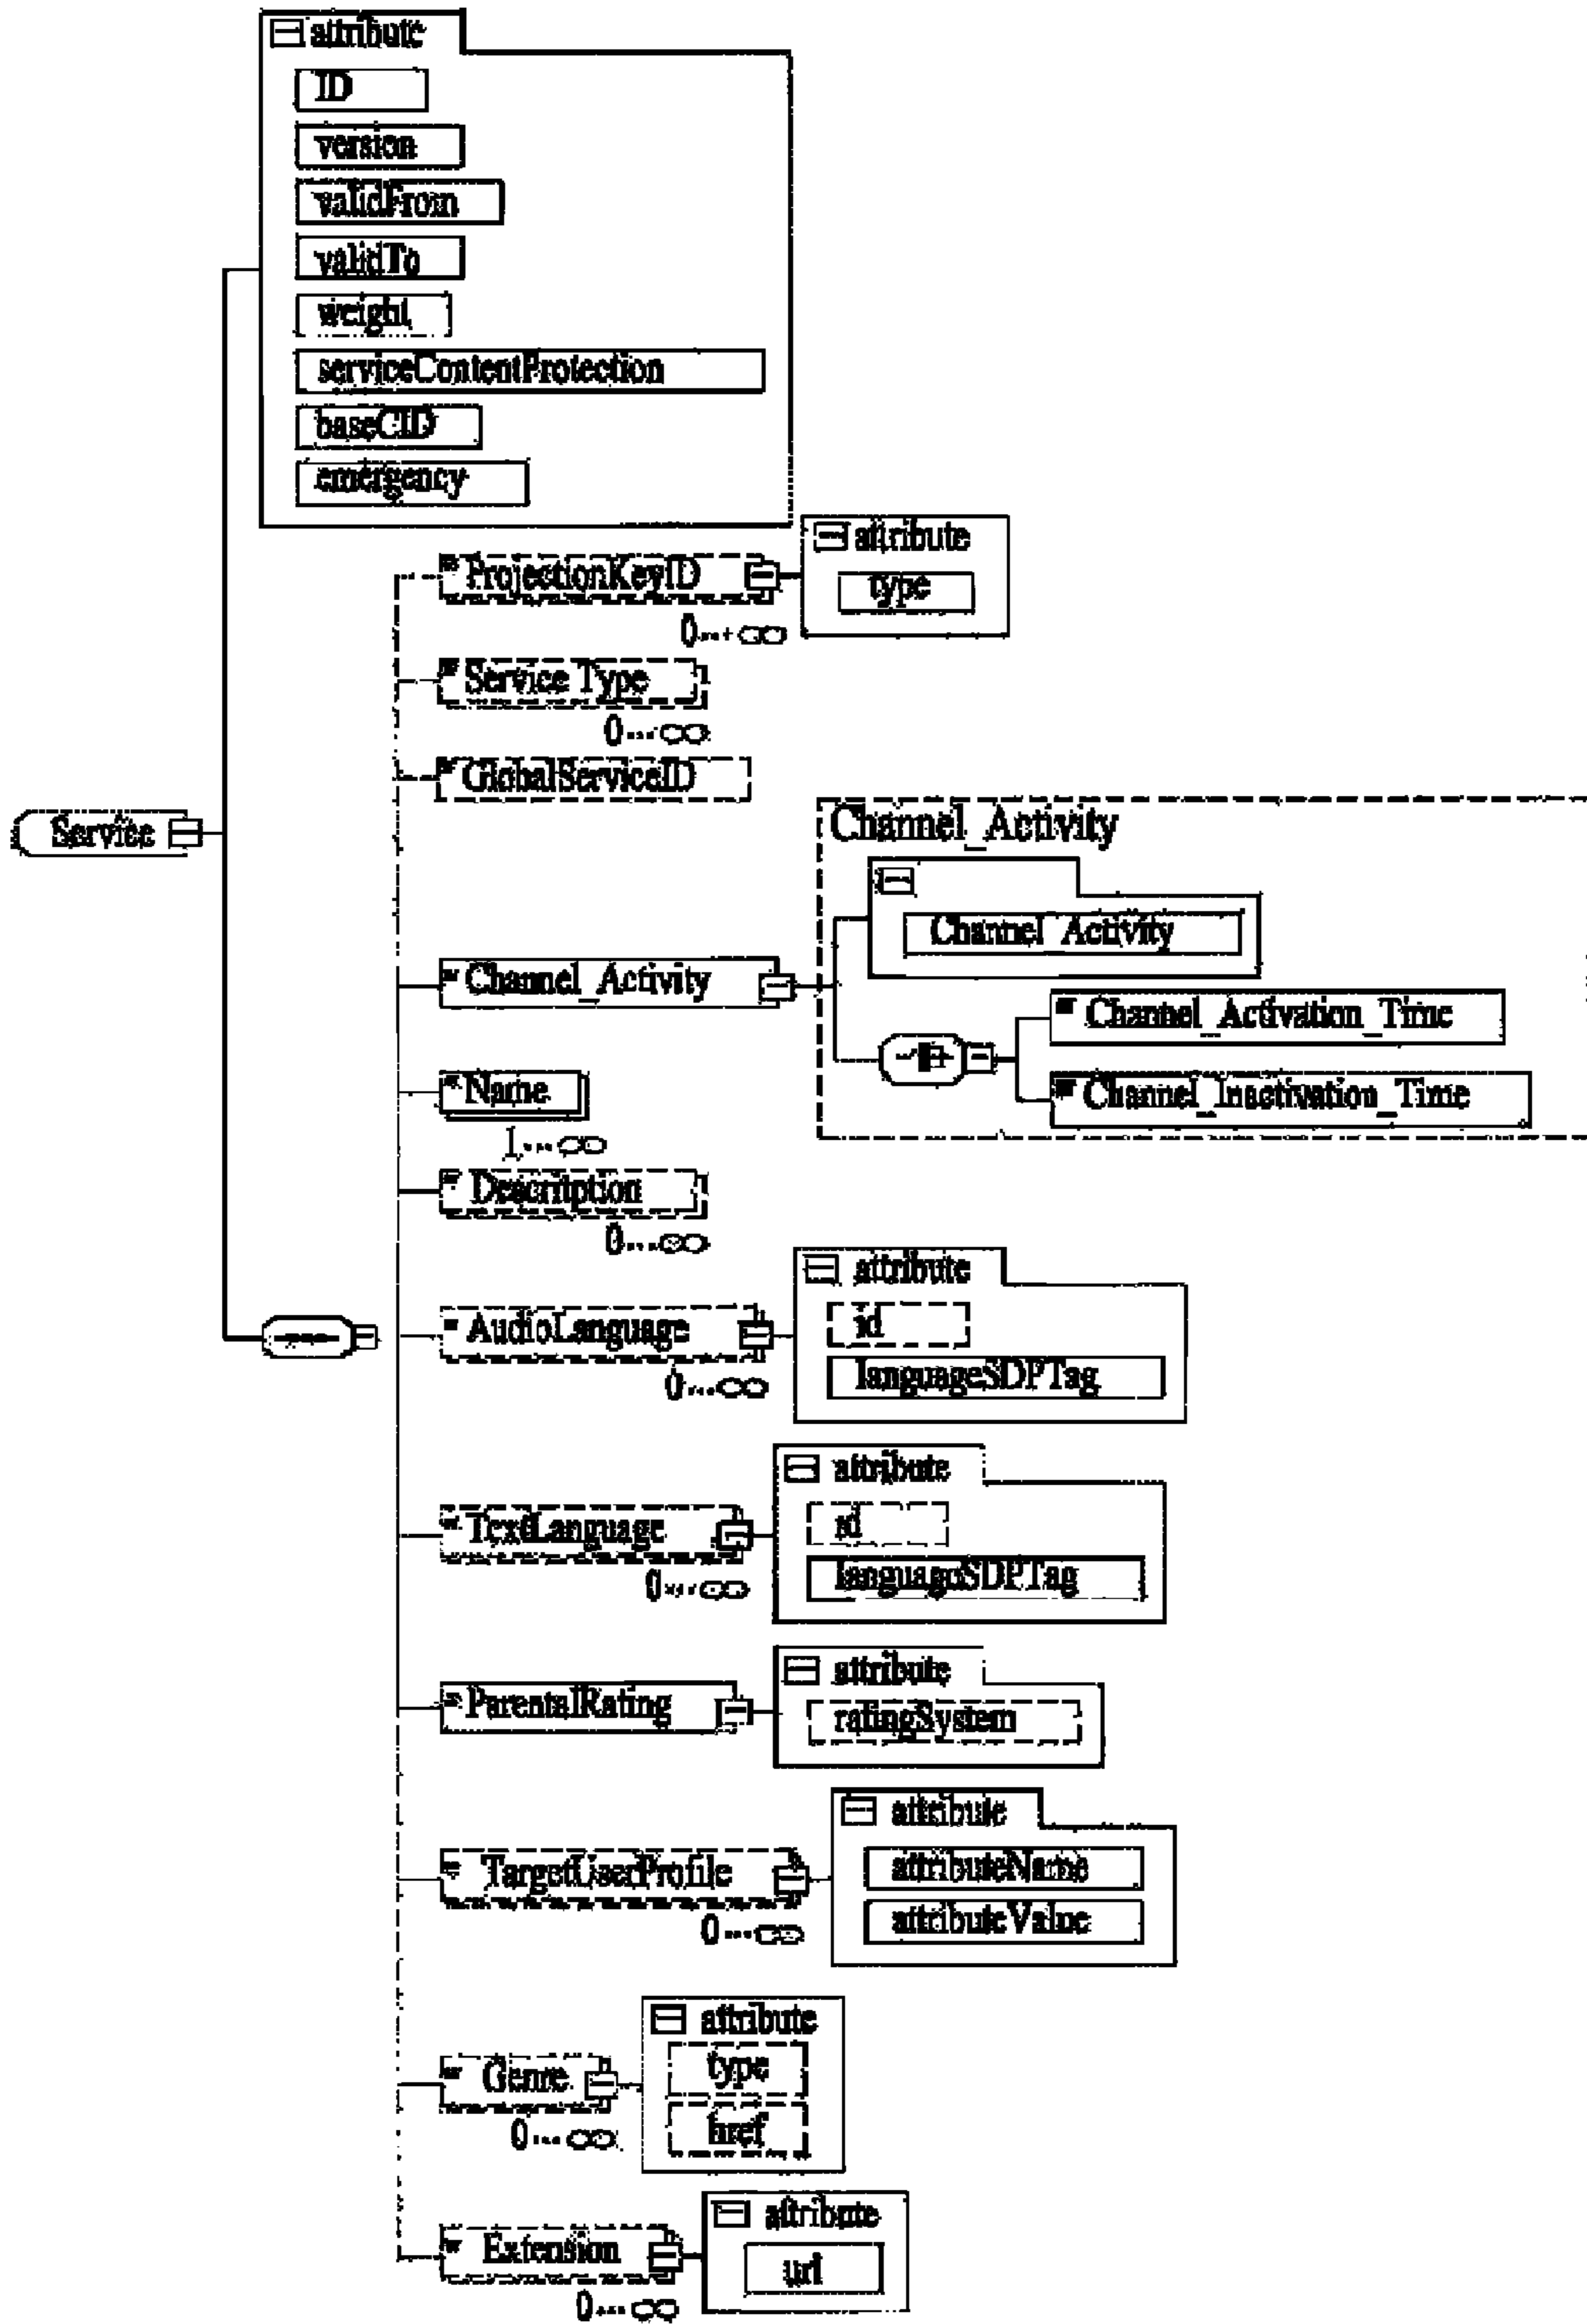 attribute
ID
version
validFrom
validTo
weight
serviceContentProtection
baseCID
emergency
ProjectionKeyID
0...∞
attribute
type
Service Type
0...∞
GlobalServiceID
Service
Channel_Activity
Channel_Activity
Channel_Activity
Channel_Activation_Time
Channel_Inactivation_Time
Name
1...∞
Descritption
0...∞
AudioLanguage
0...∞
attribute
id
languageSDPTag
TextLanguage
0...∞
attribute
id
languageSDPTag
ParentalRating
attribute
ratingSystem
TargetUserProfile
0...∞
attribute
attributeName
attributeValue
Genre
0...∞
attribute
type
href
Extension
0...∞
attribute
url